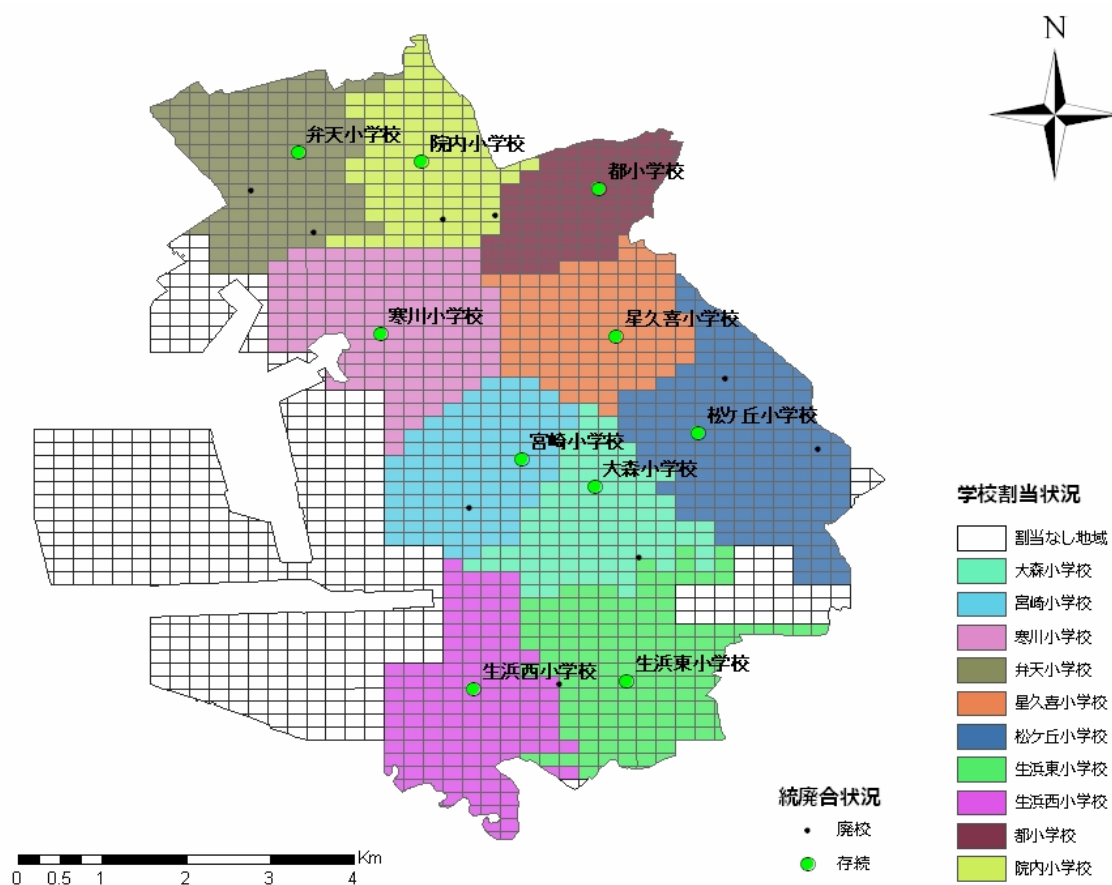 N
弁天小学校
院内小学校
都小学校
寒川小学校
星久喜小学校
松ケ丘小学校
宮崎小学校
大森小学校
生浜西小学校
生浜東小学校
学校割当状況
割当なし地域
大森小学校
宮崎小学校
寒川小学校
弁天小学校
星久喜小学校
松ケ丘小学校
生浜東小学校
生浜西小学校
都小学校
院内小学校
統廃合状況
廃校
存続
Km
0 0.5 1 2 3 4